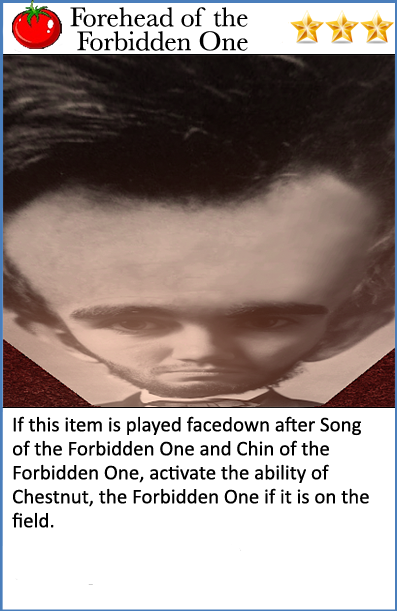 Forehead of the
Forbidden One
If this item is played facedown after Song
of the Forbidden One and Chin of the
Forbidden One, activate the ability of
Chestnut, the Forbidden One if it is on the
field.